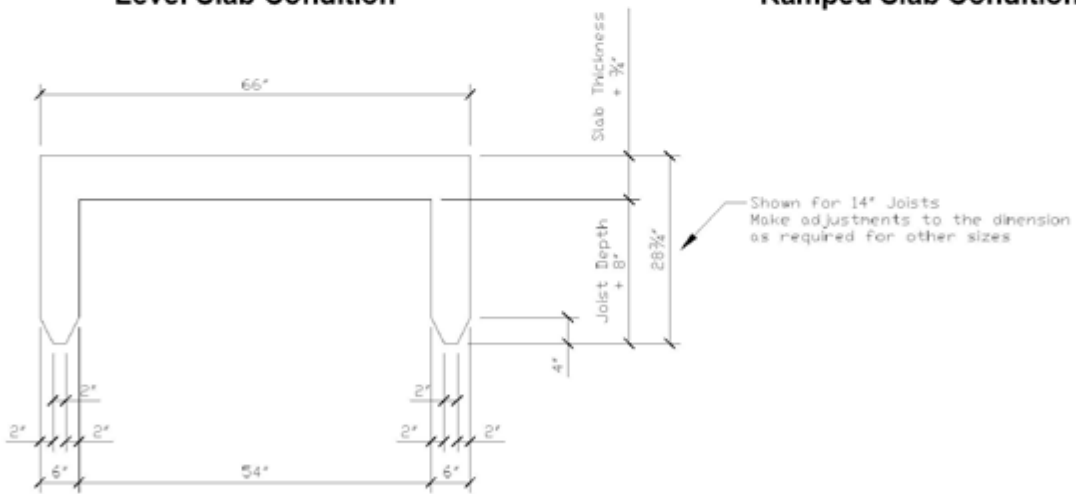 Level Slab Condition
Ramped Slab Condition
66"
Slab Thickness
+ ¾"
Shown for 14" Joists
Make adjustments to the dimension
as required for other sizes
Joist Depth
+ 8"
28¾"
4"
2"
2"
2"
2"
2"
2"
6"
54"
6"